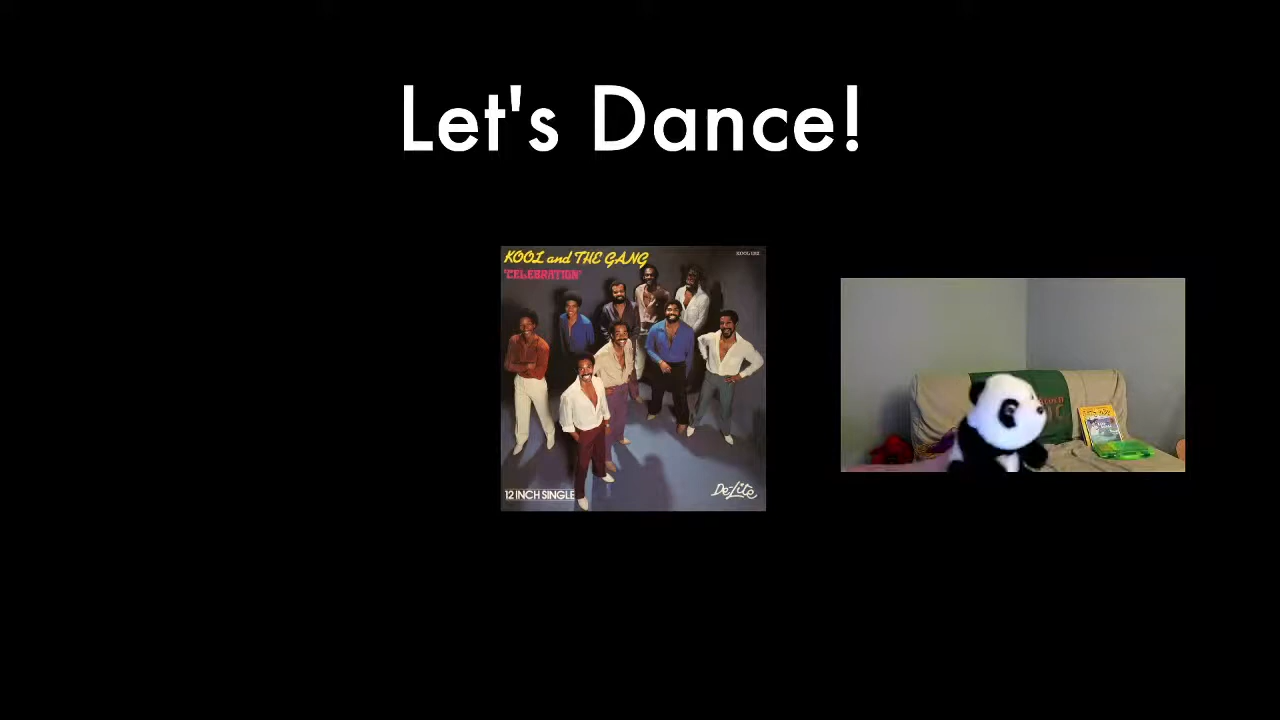 Let's Dance!
KOOL and THE GANG
"CELEBRATION"
12 INCH SINGLE
De-Lite